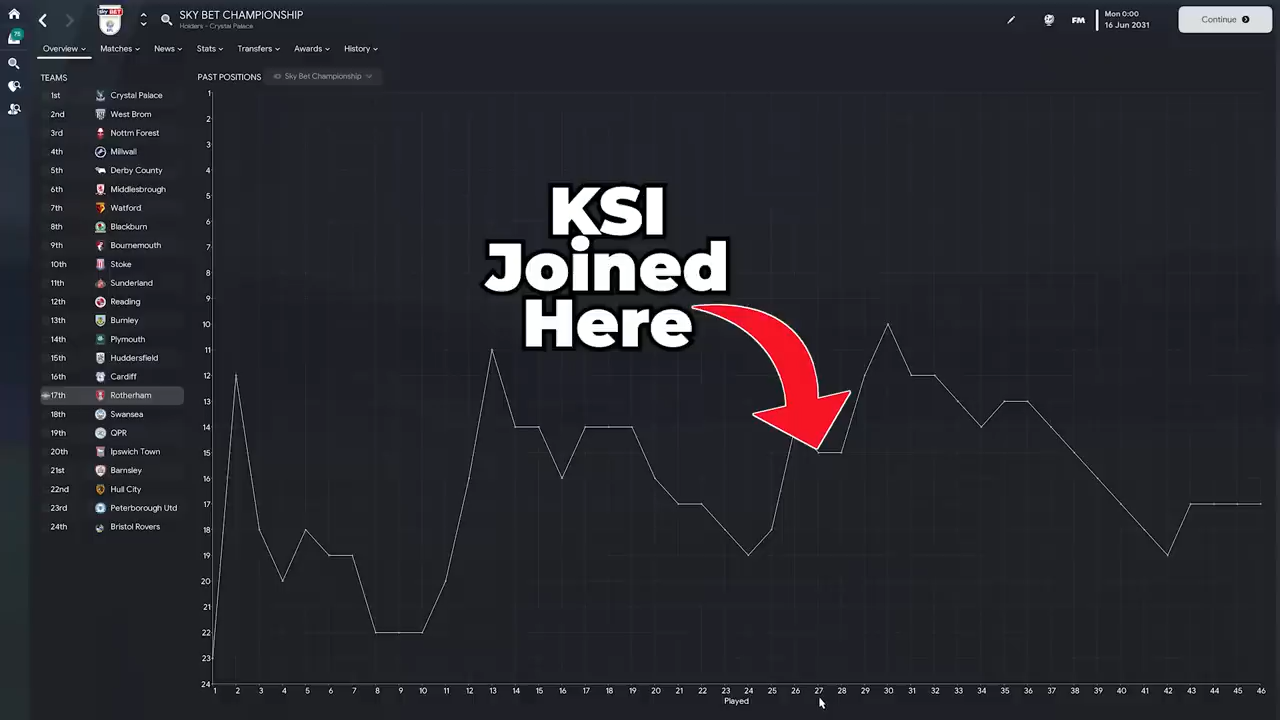 SKY BET CHAMPIONSHIP
Holders - Crystal Palace
75
FM
Mon 0:00
16 Jun 2031
Continue
Overview
Matches
News
Stats
Transfers
Awards
History
TEAMS
PAST POSITIONS
Sky Bet Championship
1st Crystal Palace
2nd West Brom
3rd Nottm Forest
4th Millwall
5th Derby County
6th Middlesbrough
7th Watford
8th Blackburn
9th Bournemouth
10th Stoke
11th Sunderland
12th Reading
13th Burnley
14th Plymouth
15th Huddersfield
16th Cardiff
17th Rotherham
18th Swansea
19th QPR
20th Ipswich Town
21st Barnsley
22nd Hull City
23rd Peterborough Utd
24th Bristol Rovers
1
2
3
4
5
6
7
8
9
10
11
12
13
14
15
16
17
18
19
20
21
22
23
24
KSI
Joined
Here
1 2 3 4 5 6 7 8 9 10 11 12 13 14 15 16 17 18 19 20 21 22 23 24 25 26 27 28 29 30 31 32 33 34 35 36 37 38 39 40 41 42 43 44 45 46
Played